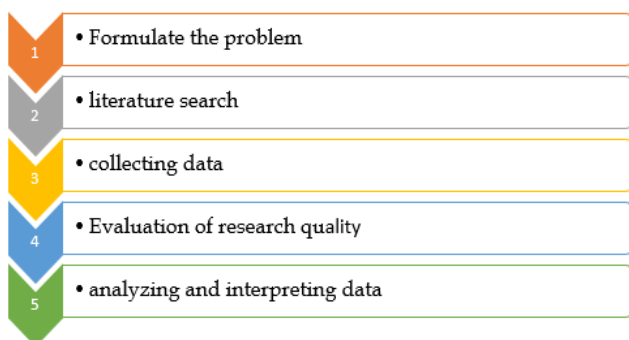 1 • Formulate the problem
2 • literature search
3 • collecting data
4 • Evaluation of research quality
5 • analyzing and interpreting data